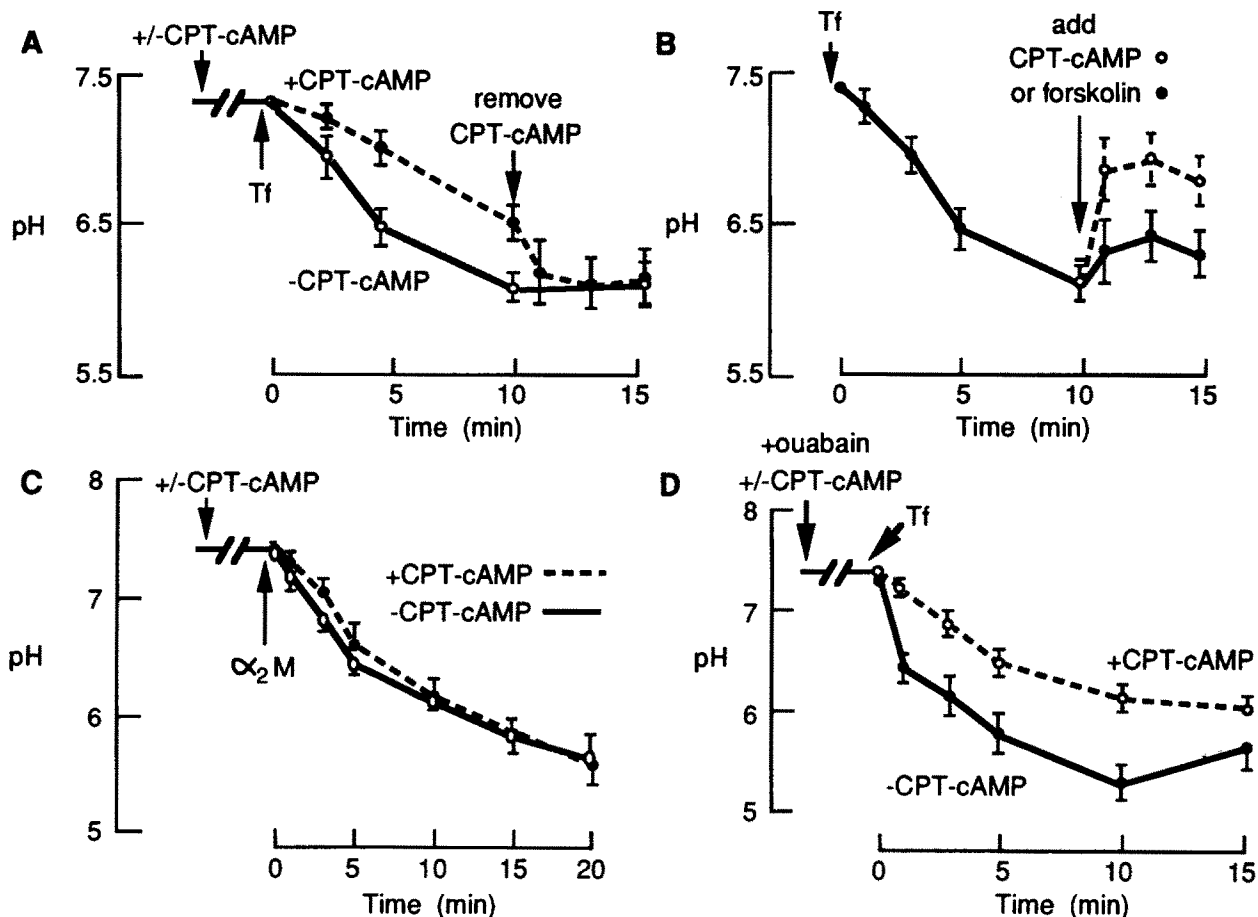 A
+/-CPT-cAMP
7.5
+CPT-cAMP
remove
CPT-cAMP
Tf
pH
6.5
-CPT-cAMP
5.5
0 5 10 15
Time (min)
B
Tf
add
CPT-cAMP
or forskolin
7.5
pH
6.5
5.5
0 5 10 15
Time (min)
C
8
+/-CPT-cAMP
+CPT-cAMP
-CPT-cAMP
7
α₂M
pH
6
5
0 5 10 15 20
Time (min)
D
+ouabain
+/-CPT-cAMP
Tf
8
7
pH
+CPT-cAMP
6
-CPT-cAMP
5
0 5 10 15
Time (min)